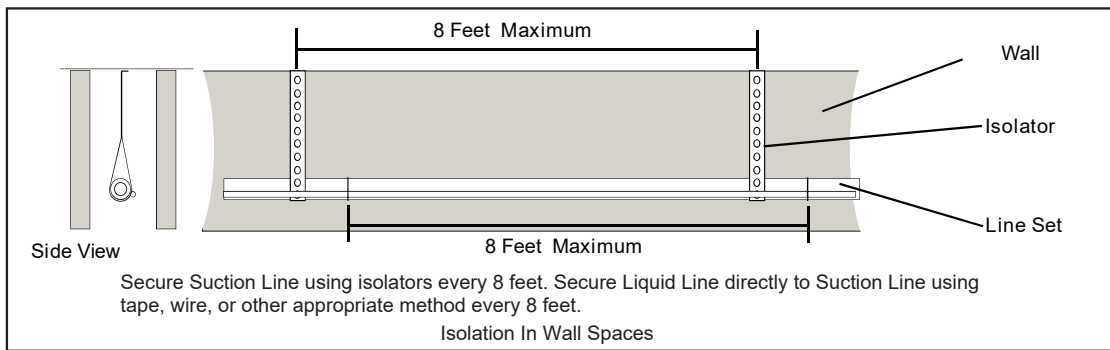 8 Feet Maximum
Wall
Isolator
Line Set
8 Feet Maximum
Side View
Secure Suction Line using isolators every 8 feet. Secure Liquid Line directly to Suction Line using
tape, wire, or other appropriate method every 8 feet.
Isolation In Wall Spaces